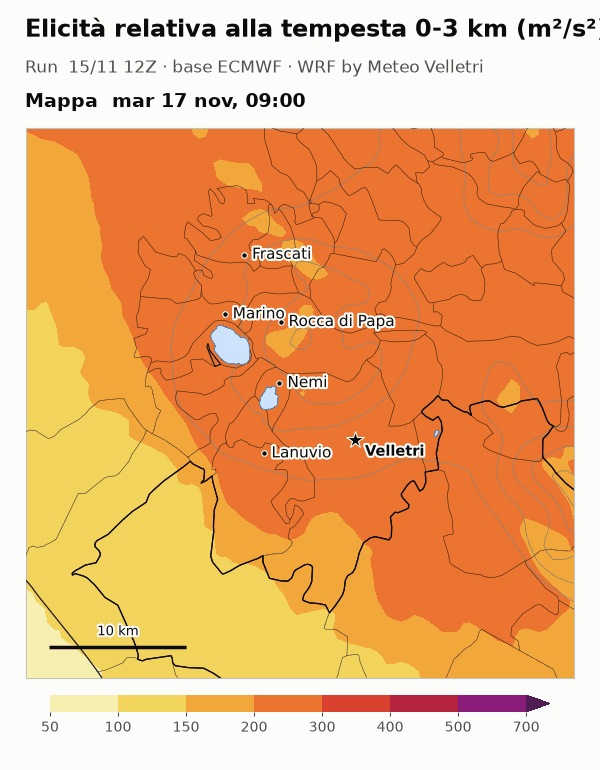 Elicità relativa alla tempesta 0-3 km (m²/s²)
Run  15/11 12Z · base ECMWF · WRF by Meteo Velletri
Mappa  mar 17 nov, 09:00
Frascati
Marino
Rocca di Papa
Nemi
Velletri
Lanuvio
10 km
50 100 150 200 300 400 500 700